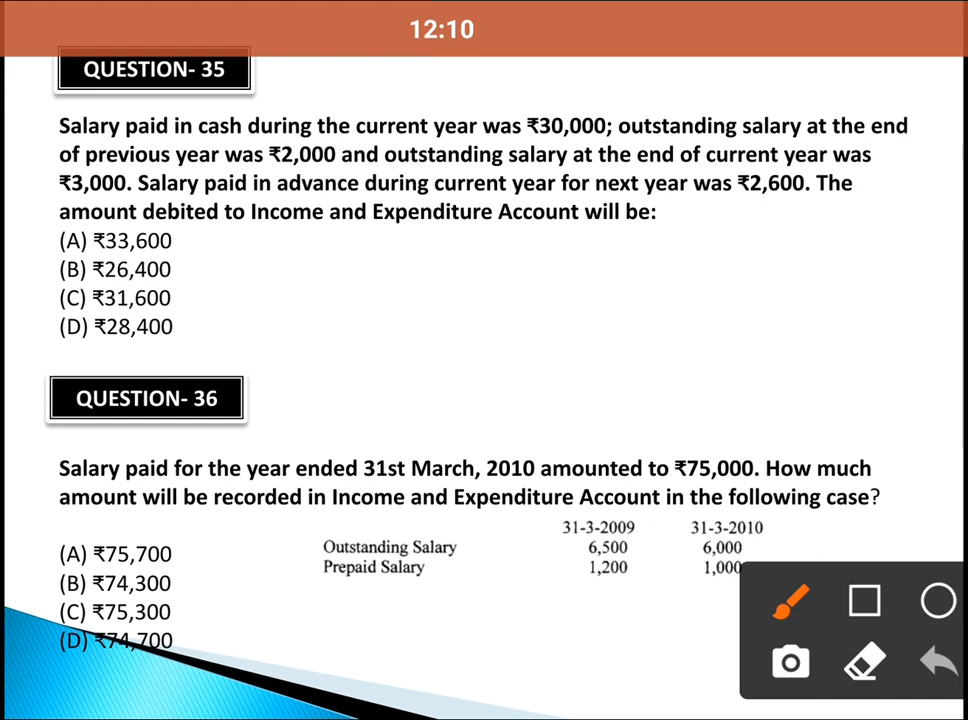 12:10
QUESTION- 35
Salary paid in cash during the current year was ₹30,000; outstanding salary at the end
of previous year was ₹2,000 and outstanding salary at the end of current year was
₹3,000. Salary paid in advance during current year for next year was ₹2,600. The
amount debited to Income and Expenditure Account will be:
(A) ₹33,600
(B) ₹26,400
(C) ₹31,600
(D) ₹28,400
QUESTION- 36
Salary paid for the year ended 31st March, 2010 amounted to ₹75,000. How much
amount will be recorded in Income and Expenditure Account in the following case?
31-3-2009 31-3-2010
Outstanding Salary 6,500 6,000
Prepaid Salary 1,200 1,000
(A) ₹75,700
(B) ₹74,300
(C) ₹75,300
(D) ₹74,700